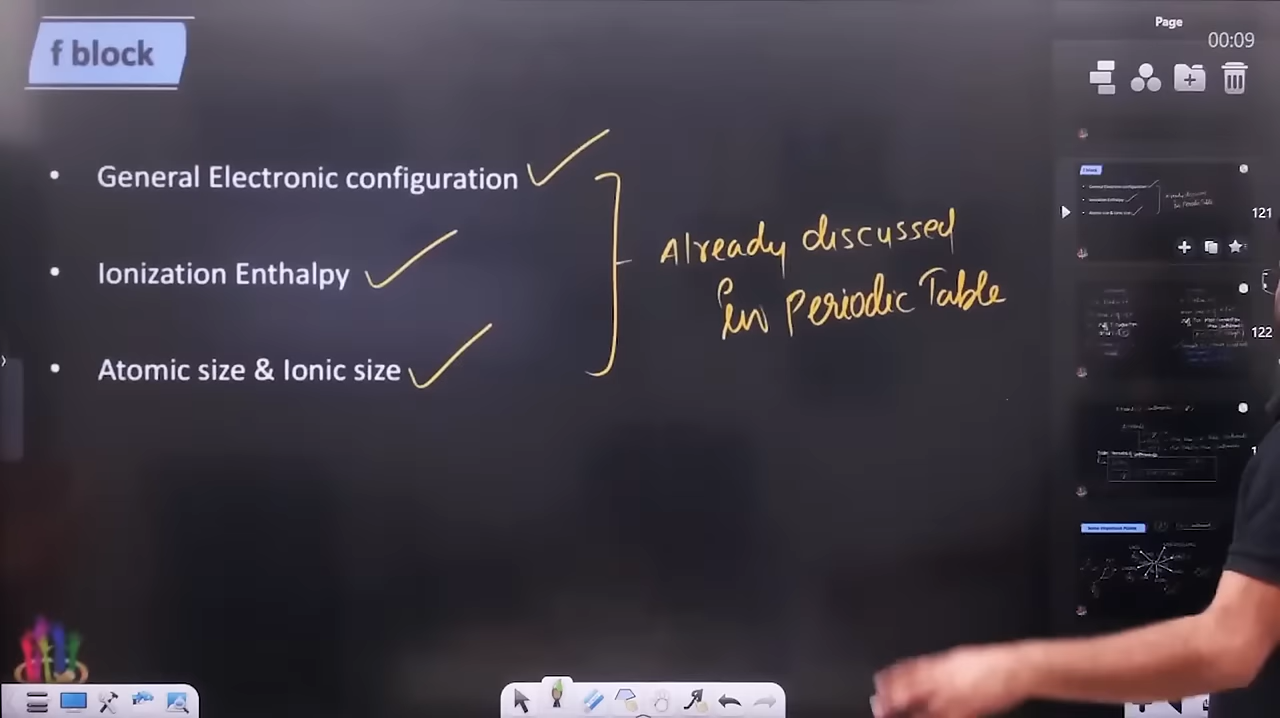 f block
Page
00:09
• General Electronic configuration
• Ionization Enthalpy
• Atomic size & Ionic size
Already discussed
in Periodic Table
121
122